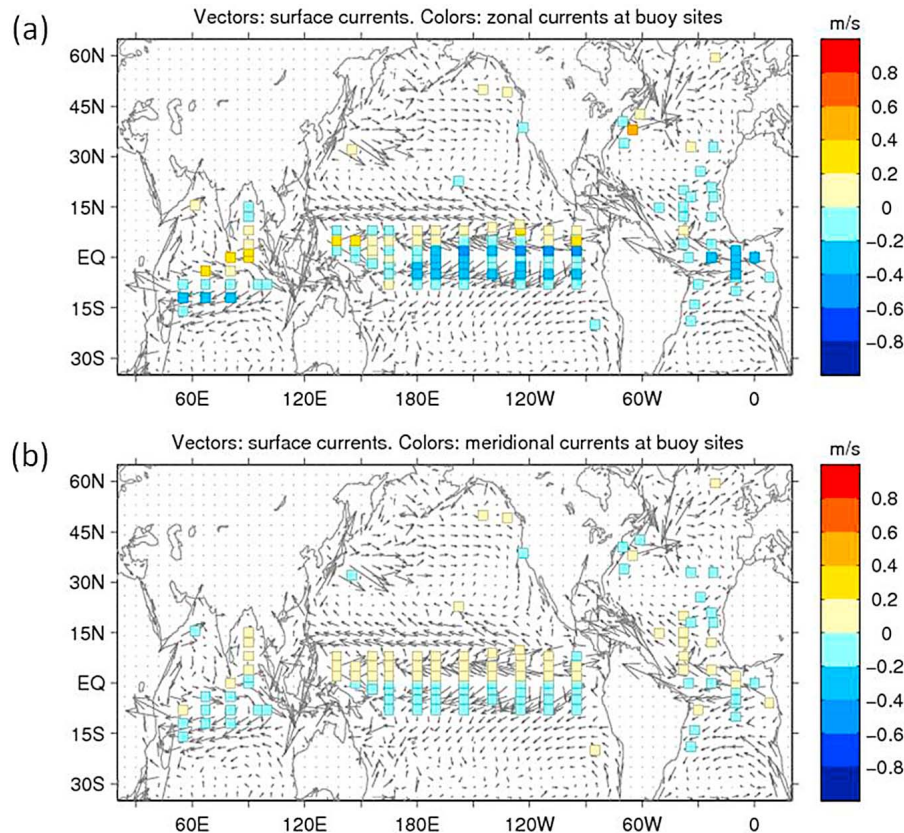 (a)
Vectors: surface currents. Colors: zonal currents at buoy sites
m/s
60N
45N
30N
15N
EQ
15S
30S
60E 120E 180E 120W 60W 0
0.8
0.6
0.4
0.2
0
−0.2
−0.4
−0.6
−0.8
(b)
Vectors: surface currents. Colors: meridional currents at buoy sites
m/s
60N
45N
30N
15N
EQ
15S
30S
60E 120E 180E 120W 60W 0
0.8
0.6
0.4
0.2
0
−0.2
−0.4
−0.6
−0.8